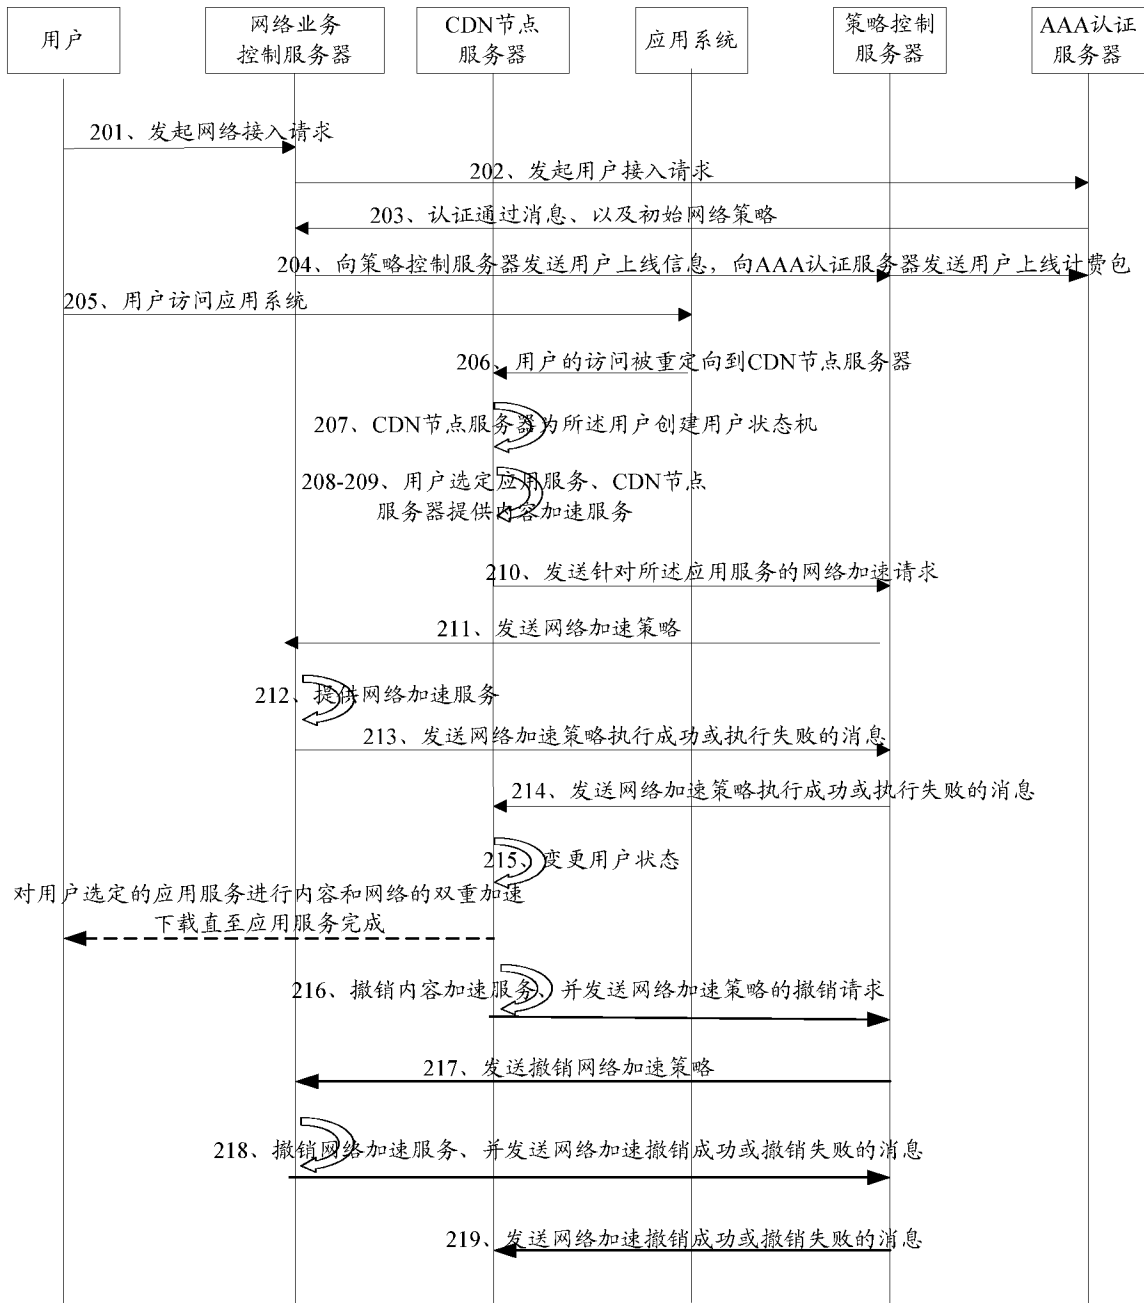 用户
网络业务
控制服务器
CDN节点
服务器
应用系统
策略控制
服务器
AAA认证
服务器
201、发起网络接入请求
202、发起用户接入请求
203、认证通过消息、以及初始网络策略
204、向策略控制服务器发送用户上线信息，向AAA认证服务器发送用户上线计费包
205、用户访问应用系统
206、用户的访问被重定向到CDN节点服务器
207、CDN节点服务器为所述用户创建用户状态机
208-209、用户选定应用服务、CDN节点
服务器提供内容加速服务
210、发送针对所述应用服务的网络加速请求
211、发送网络加速策略
212、提供网络加速服务
213、发送网络加速策略执行成功或执行失败的消息
214、发送网络加速策略执行成功或执行失败的消息
215、变更用户状态
对用户选定的应用服务进行内容和网络的双重加速
下载直至应用服务完成
216、撤销内容加速服务、并发送网络加速策略的撤销请求
217、发送撤销网络加速策略
218、撤销网络加速服务、并发送网络加速撤销成功或撤销失败的消息
219、发送网络加速撤销成功或撤销失败的消息